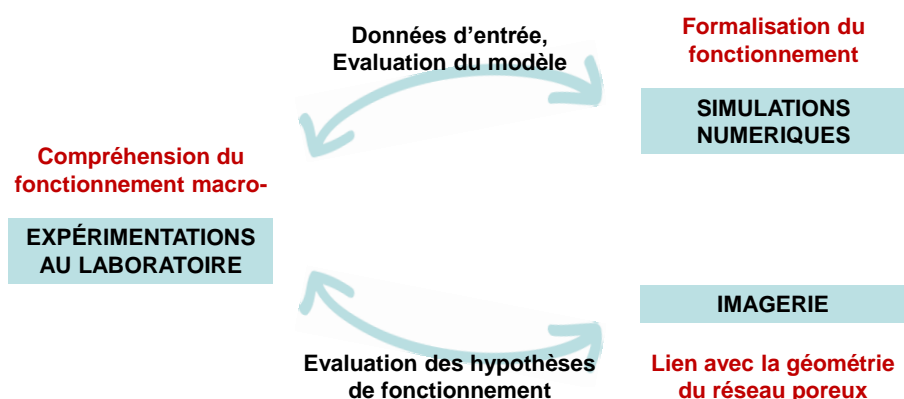 Données d'entrée,
Evaluation du modèle
Formalisation du
fonctionnement
SIMULATIONS
NUMERIQUES
Compréhension du
fonctionnement macro-
EXPÉRIMENTATIONS
AU LABORATOIRE
IMAGERIE
Evaluation des hypothèses
de fonctionnement
Lien avec la géométrie
du réseau poreux